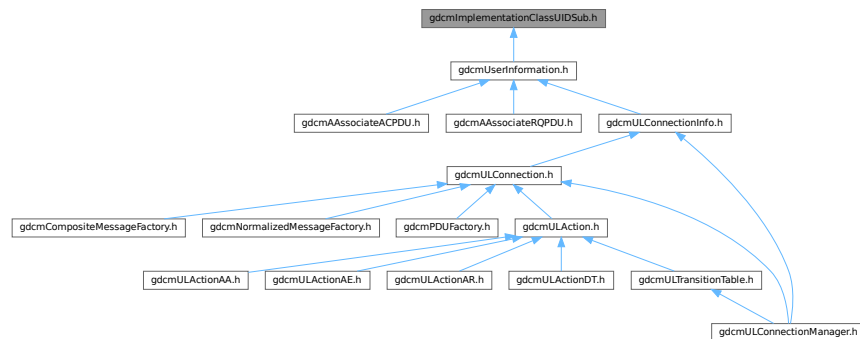 gdcmImplementationClassUIDSub.h
gdcmUserInformation.h
gdcmAAssociateACPDU.h
gdcmAAssociateRQPDU.h
gdcmULConnectionInfo.h
gdcmULConnection.h
gdcmCompositeMessageFactory.h
gdcmNormalizedMessageFactory.h
gdcmPDUFactory.h
gdcmULAction.h
gdcmULActionAA.h
gdcmULActionAE.h
gdcmULActionAR.h
gdcmULActionDT.h
gdcmULTransitionTable.h
gdcmULConnectionManager.h